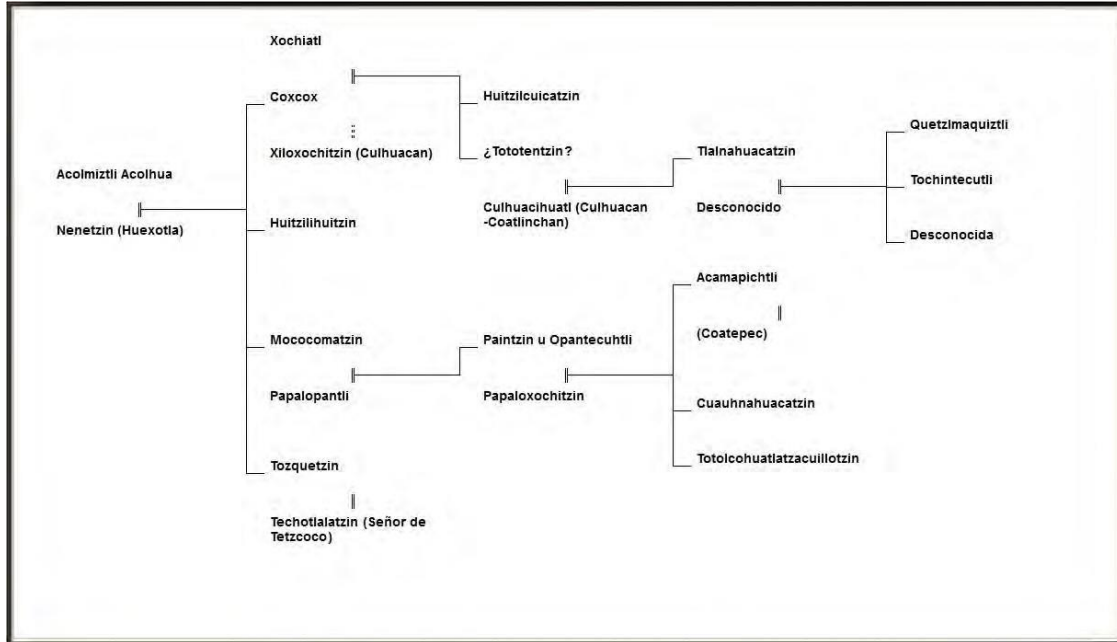 Xochiatl
Coxcox
Xiloxochitzin (Culhuacan)
Huitzilcuicatzin
¿Tototentzin?
Culhuacihuatl (Culhuacan
-Coatlinchan)
Tlalnahuacatzin
Desconocido
Quetzlmaquiztli
Tochintecutli
Desconocida
Acolmiztli Acolhua
Nenetzin (Huexotla)
Huitzilihuitzin
Mococomatzin
Papalopantli
Paintzin u Opantecuhtli
Papaloxochitzin
Acamapichtli
(Coatepec)
Cuauhnahuacatzin
Totolcohuatlatzacuillotzin
Tozquetzin
Techotlalatzin (Señor de
Tetzcoco)